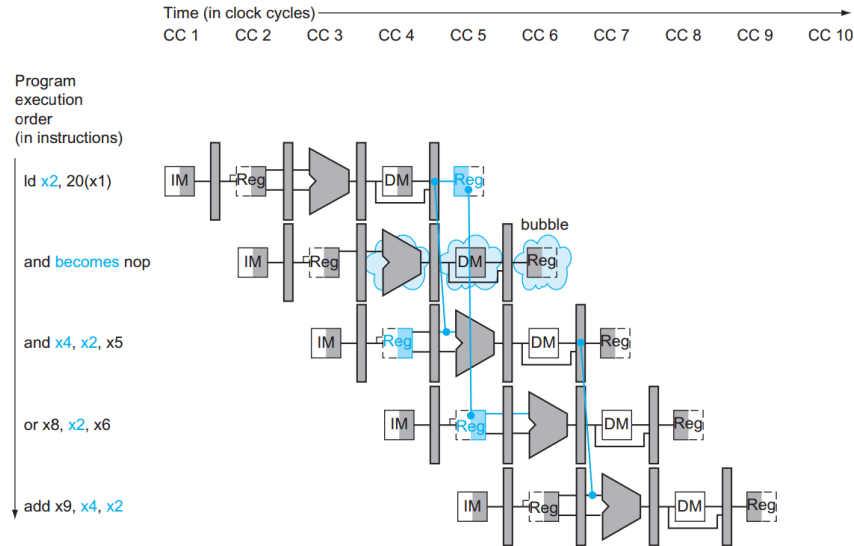 Time (in clock cycles)
CC 1 CC 2 CC 3 CC 4 CC 5 CC 6 CC 7 CC 8 CC 9 CC 10
Program
execution
order
(in instructions)
ld x2, 20(x1)
IM Reg DM Reg
bubble
and becomes nop
IM Reg DM Reg
and x4, x2, x5
IM Reg DM Reg
or x8, x2, x6
IM Reg DM Reg
add x9, x4, x2
IM Reg DM Reg